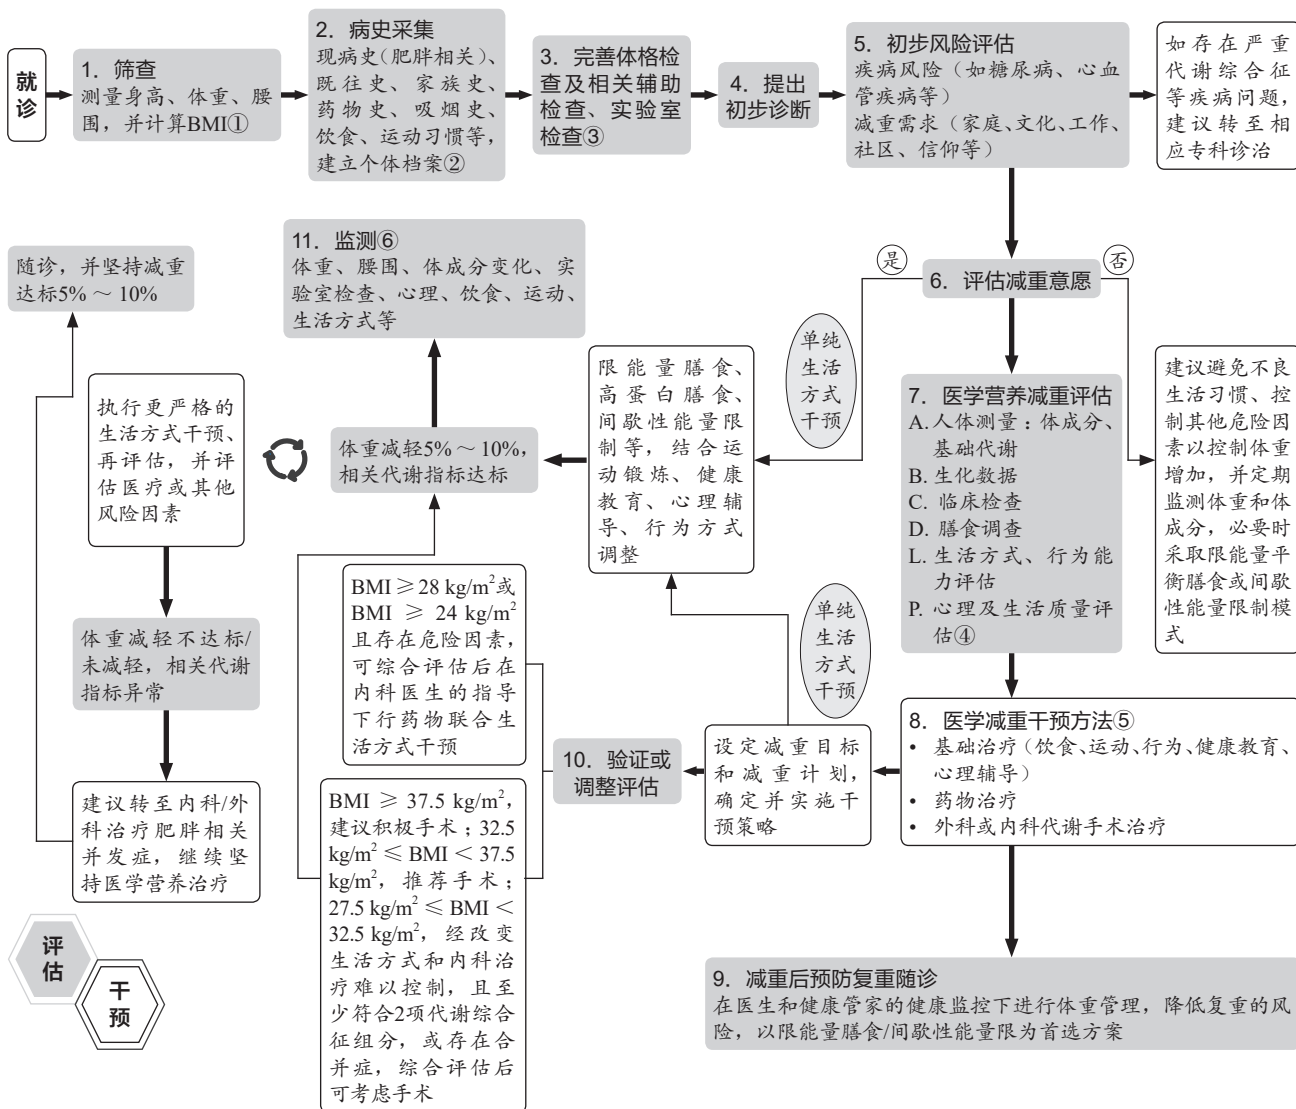 就
诊
1. 筛查
测量身高、体重、腰
围，并计算BMI①
2. 病史采集
现病史（肥胖相关）、
既往史、家族史、
药物史、吸烟史、
饮食、运动习惯等，
建立个体档案②
3. 完善体格检
查及相关辅助
检查、实验室
检查③
4. 提出
初步诊断
5. 初步风险评估
疾病风险（如糖尿病、心血
管疾病等）
减重需求（家庭、文化、工作、
社区、信仰等）
如存在严重
代谢综合征
等疾病问题，
建议转至相
应专科诊治
是
6. 评估减重意愿
否
11. 监测⑥
体重、腰围、体成分变化、实
验室检查、心理、饮食、运动、
生活方式等
随诊，并坚持减重
达标5%～10%
单纯
生活
方式
干预
限能量膳食、
高蛋白膳食、
间歇性能量限
制等，结合运
动锻炼、健康
教育、心理辅
导、行为方式
调整
7. 医学营养减重评估
A. 人体测量：体成分、
基础代谢
B. 生化数据
C. 临床检查
D. 膳食调查
L. 生活方式、行为能
力评估
P. 心理及生活质量评
估④
建议避免不良
生活习惯、控
制其他危险因
素以控制体重
增加，并定期
监测体重和体
成分，必要时
采取限能量平
衡膳食或间歇
性能量限制模
式
执行更严格的
生活方式干预、
再评估，并评
估医疗或其他
风险因素
体重减轻5%～10%，
相关代谢指标达标
BMI≥28 kg/m²或
BMI ≥ 24 kg/m²
且存在危险因素，
可综合评估后在
内科医生的指导
下行药物联合生
活方式干预
单纯
生活
方式
干预
体重减轻不达标/
未减轻，相关代谢
指标异常
8. 医学减重干预方法⑤
• 基础治疗（饮食、运动、行为、健康教育、
心理辅导）
• 药物治疗
• 外科或内科代谢手术治疗
设定减重目标
和减重计划，
确定并实施干
预策略
10. 验证或
调整评估
建议转至内科/外
科治疗肥胖相关
并发症，继续坚
持医学营养治疗
BMI ≥ 37.5 kg/m²，
建议积极手术；32.5
kg/m² ≤ BMI < 37.5
kg/m²，推荐手术；
27.5 kg/m² ≤ BMI <
32.5 kg/m²，经改变
生活方式和内科治
疗难以控制，且至
少符合2项代谢综合
征组分，或存在合
并症，综合评估后
可考虑手术
9. 减重后预防复重随诊
在医生和健康管家的健康监控下进行体重管理，降低复重的风
险，以限能量膳食/间歇性能量限为首选方案
评
估
干
预